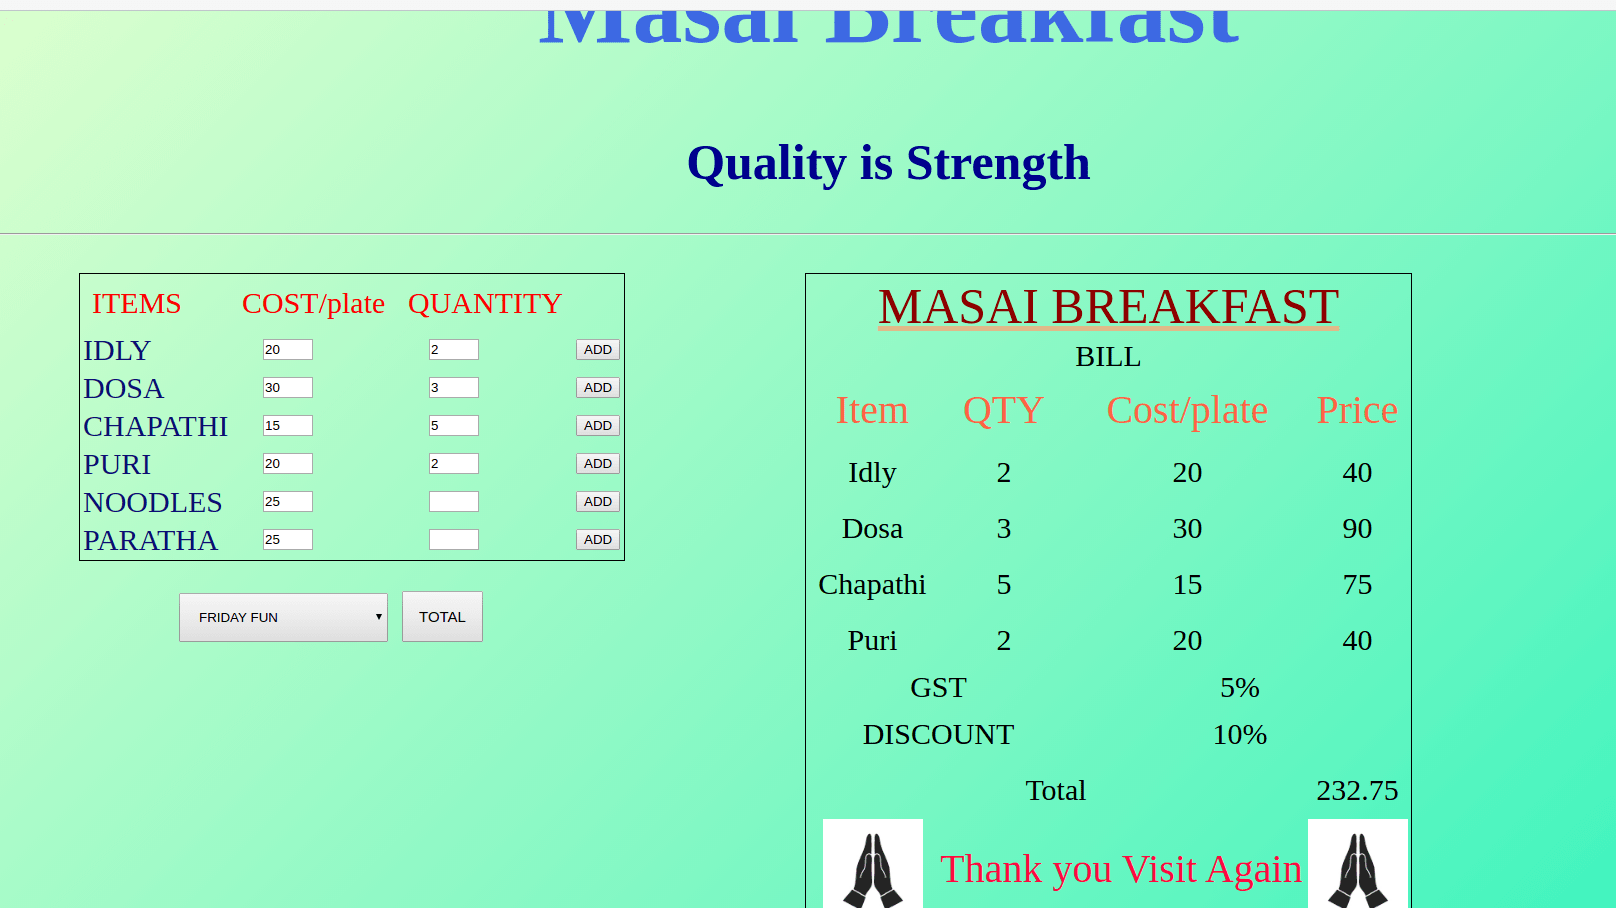 Masai Breakfast
Quality is Strength
ITEMS COST/plate QUANTITY
IDLY 20 2 ADD
DOSA 30 3 ADD
CHAPATHI 15 5 ADD
PURI 20 2 ADD
NOODLES 25 ADD
PARATHA 25 ADD
FRIDAY FUN TOTAL
MASAI BREAKFAST
BILL
Item QTY Cost/plate Price
Idly 2 20 40
Dosa 3 30 90
Chapathi 5 15 75
Puri 2 20 40
GST 5%
DISCOUNT 10%
Total 232.75
Thank you Visit Again